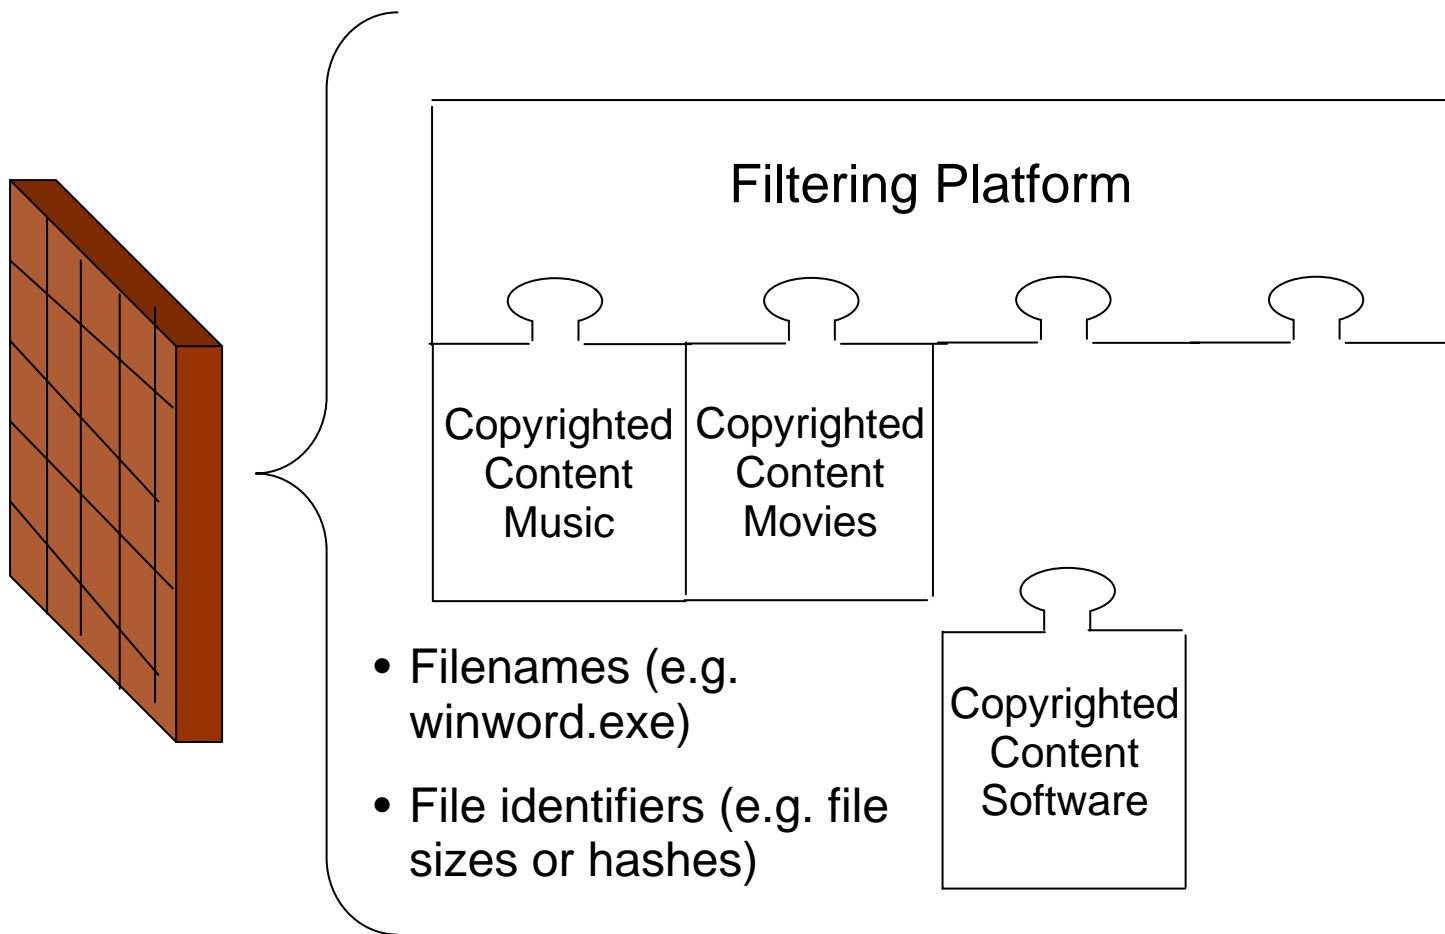 Filtering Platform
Copyrighted
Content
Music
Copyrighted
Content
Movies
• Filenames (e.g.
winword.exe)
• File identifiers (e.g. file
sizes or hashes)
Copyrighted
Content
Software